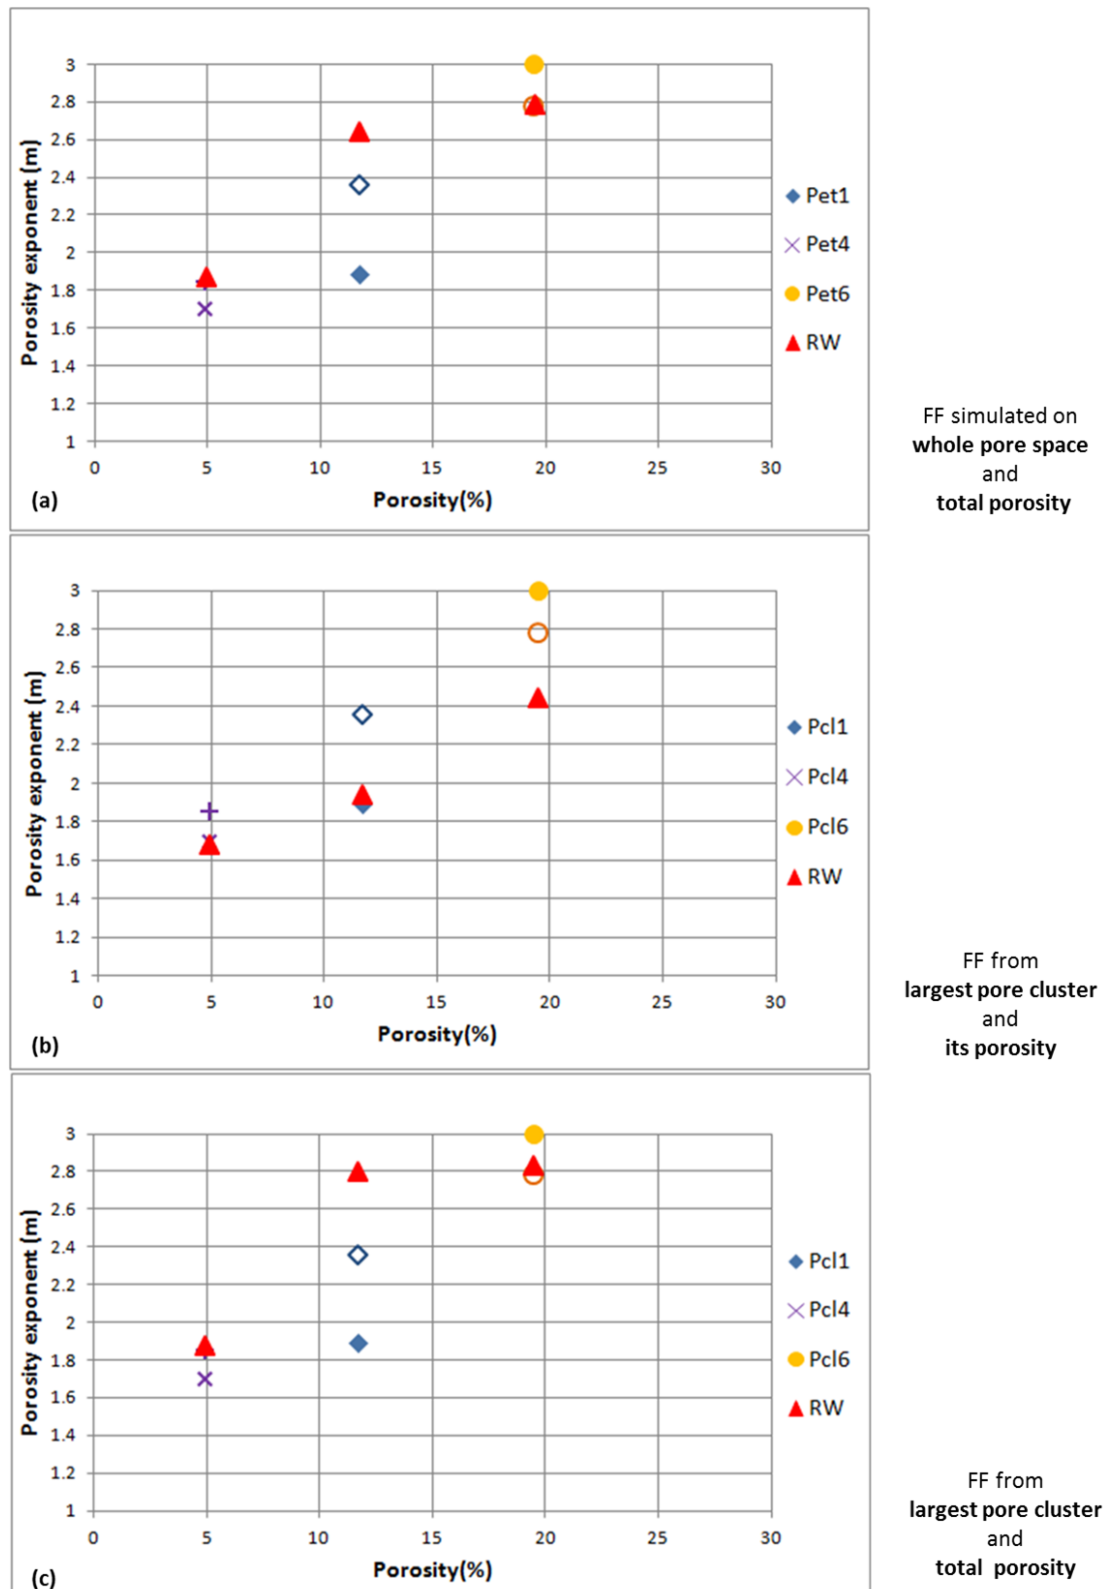 3
2.8
2.6
2.4
2.2
2
1.8
1.6
1.4
1.2
1
0 5 10 15 20 25 30
Porosity exponent (m)
Porosity(%)
(a)
Pet1
Pet4
Pet6
RW
FF simulated on
whole pore space
and
total porosity
3
2.8
2.6
2.4
2.2
2
1.8
1.6
1.4
1.2
1
0 5 10 15 20 25 30
Porosity exponent (m)
Porosity(%)
(b)
Pcl1
Pcl4
Pcl6
RW
FF from
largest pore cluster
and
its porosity
3
2.8
2.6
2.4
2.2
2
1.8
1.6
1.4
1.2
1
0 5 10 15 20 25 30
Porosity exponent (m)
Porosity(%)
(c)
Pcl1
Pcl4
Pcl6
RW
FF from
largest pore cluster
and
total porosity